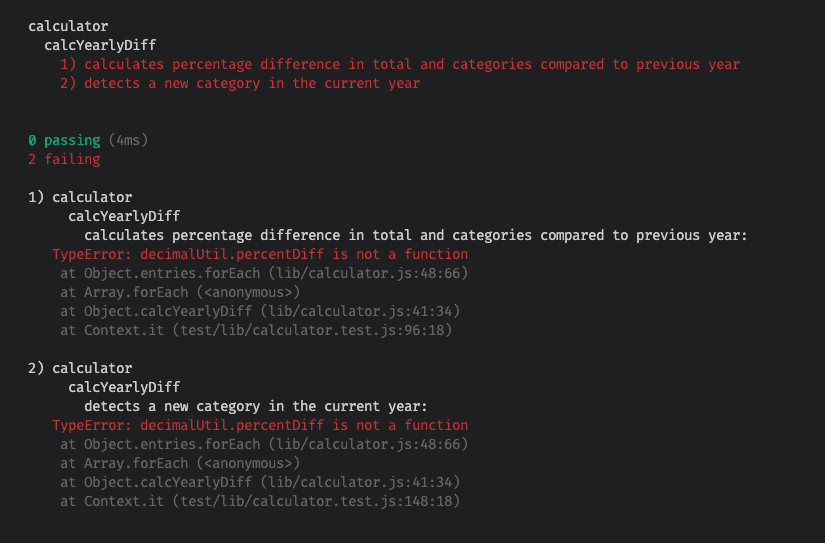 calculator
calcYearlyDiff
1) calculates percentage difference in total and categories compared to previous year
2) detects a new category in the current year
0 passing (4ms)
2 failing
1) calculator
calcYearlyDiff
calculates percentage difference in total and categories compared to previous year:
TypeError: decimalUtil.percentDiff is not a function
at Object.entries.forEach (lib/calculator.js:48:66)
at Array.forEach (<anonymous>)
at Object.calcYearlyDiff (lib/calculator.js:41:34)
at Context.it (test/lib/calculator.test.js:96:18)
2) calculator
calcYearlyDiff
detects a new category in the current year:
TypeError: decimalUtil.percentDiff is not a function
at Object.entries.forEach (lib/calculator.js:48:66)
at Array.forEach (<anonymous>)
at Object.calcYearlyDiff (lib/calculator.js:41:34)
at Context.it (test/lib/calculator.test.js:148:18)